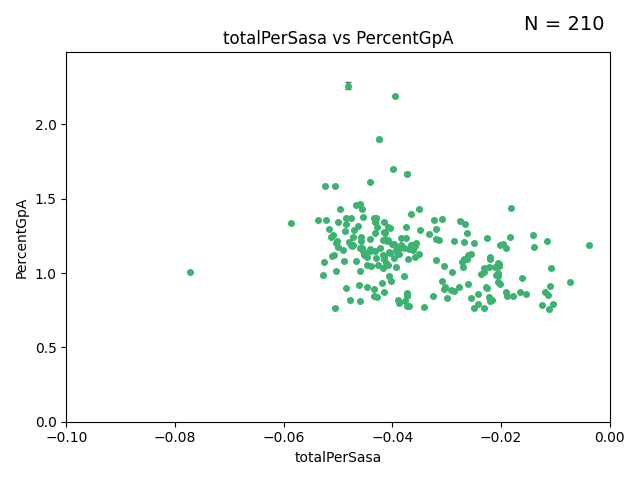 N = 210
totalPerSasa vs PercentGpA
PercentGpA
2.0
1.5
1.0
0.5
0.0
−0.10 −0.08 −0.06 −0.04 −0.02 0.00
totalPerSasa